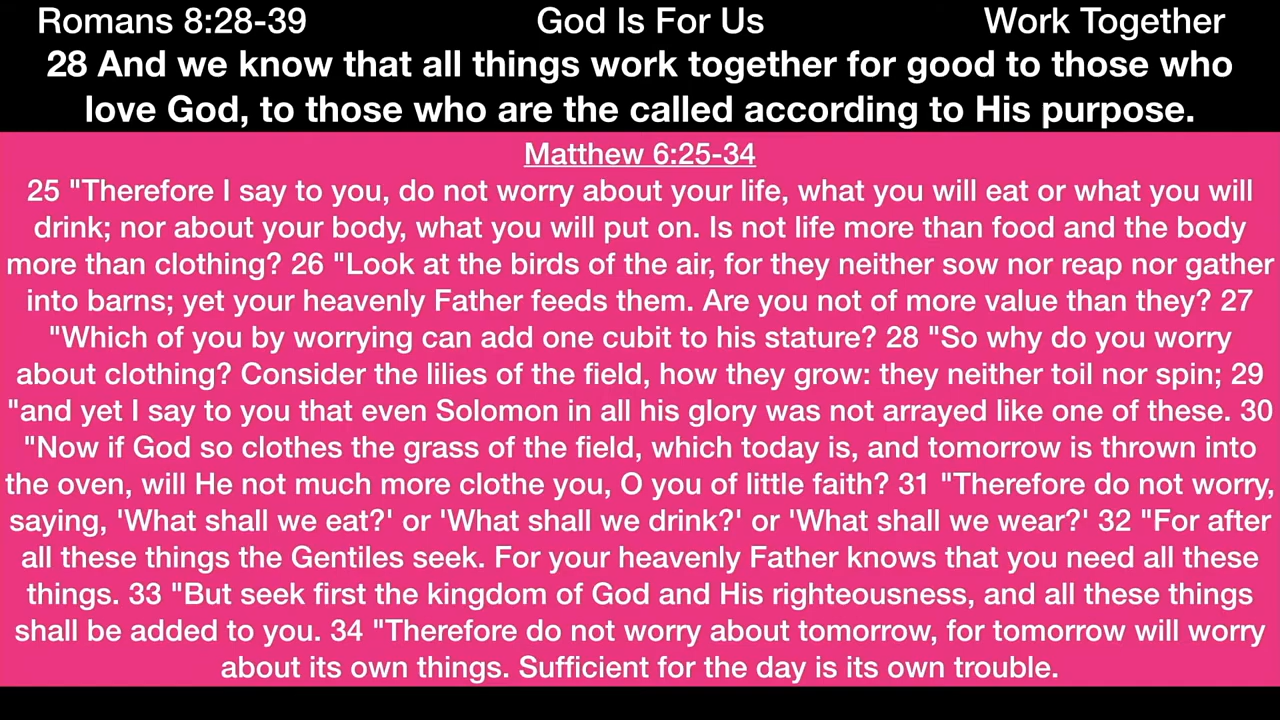 Romans 8:28-39 God Is For Us Work Together
28 And we know that all things work together for good to those who
love God, to those who are the called according to His purpose.
Matthew 6:25-34
25 "Therefore I say to you, do not worry about your life, what you will eat or what you will
drink; nor about your body, what you will put on. Is not life more than food and the body
more than clothing? 26 "Look at the birds of the air, for they neither sow nor reap nor gather
into barns; yet your heavenly Father feeds them. Are you not of more value than they? 27
"Which of you by worrying can add one cubit to his stature? 28 "So why do you worry
about clothing? Consider the lilies of the field, how they grow: they neither toil nor spin; 29
"and yet I say to you that even Solomon in all his glory was not arrayed like one of these. 30
"Now if God so clothes the grass of the field, which today is, and tomorrow is thrown into
the oven, will He not much more clothe you, O you of little faith? 31 "Therefore do not worry,
saying, 'What shall we eat?' or 'What shall we drink?' or 'What shall we wear?' 32 "For after
all these things the Gentiles seek. For your heavenly Father knows that you need all these
things. 33 "But seek first the kingdom of God and His righteousness, and all these things
shall be added to you. 34 "Therefore do not worry about tomorrow, for tomorrow will worry
about its own things. Sufficient for the day is its own trouble.